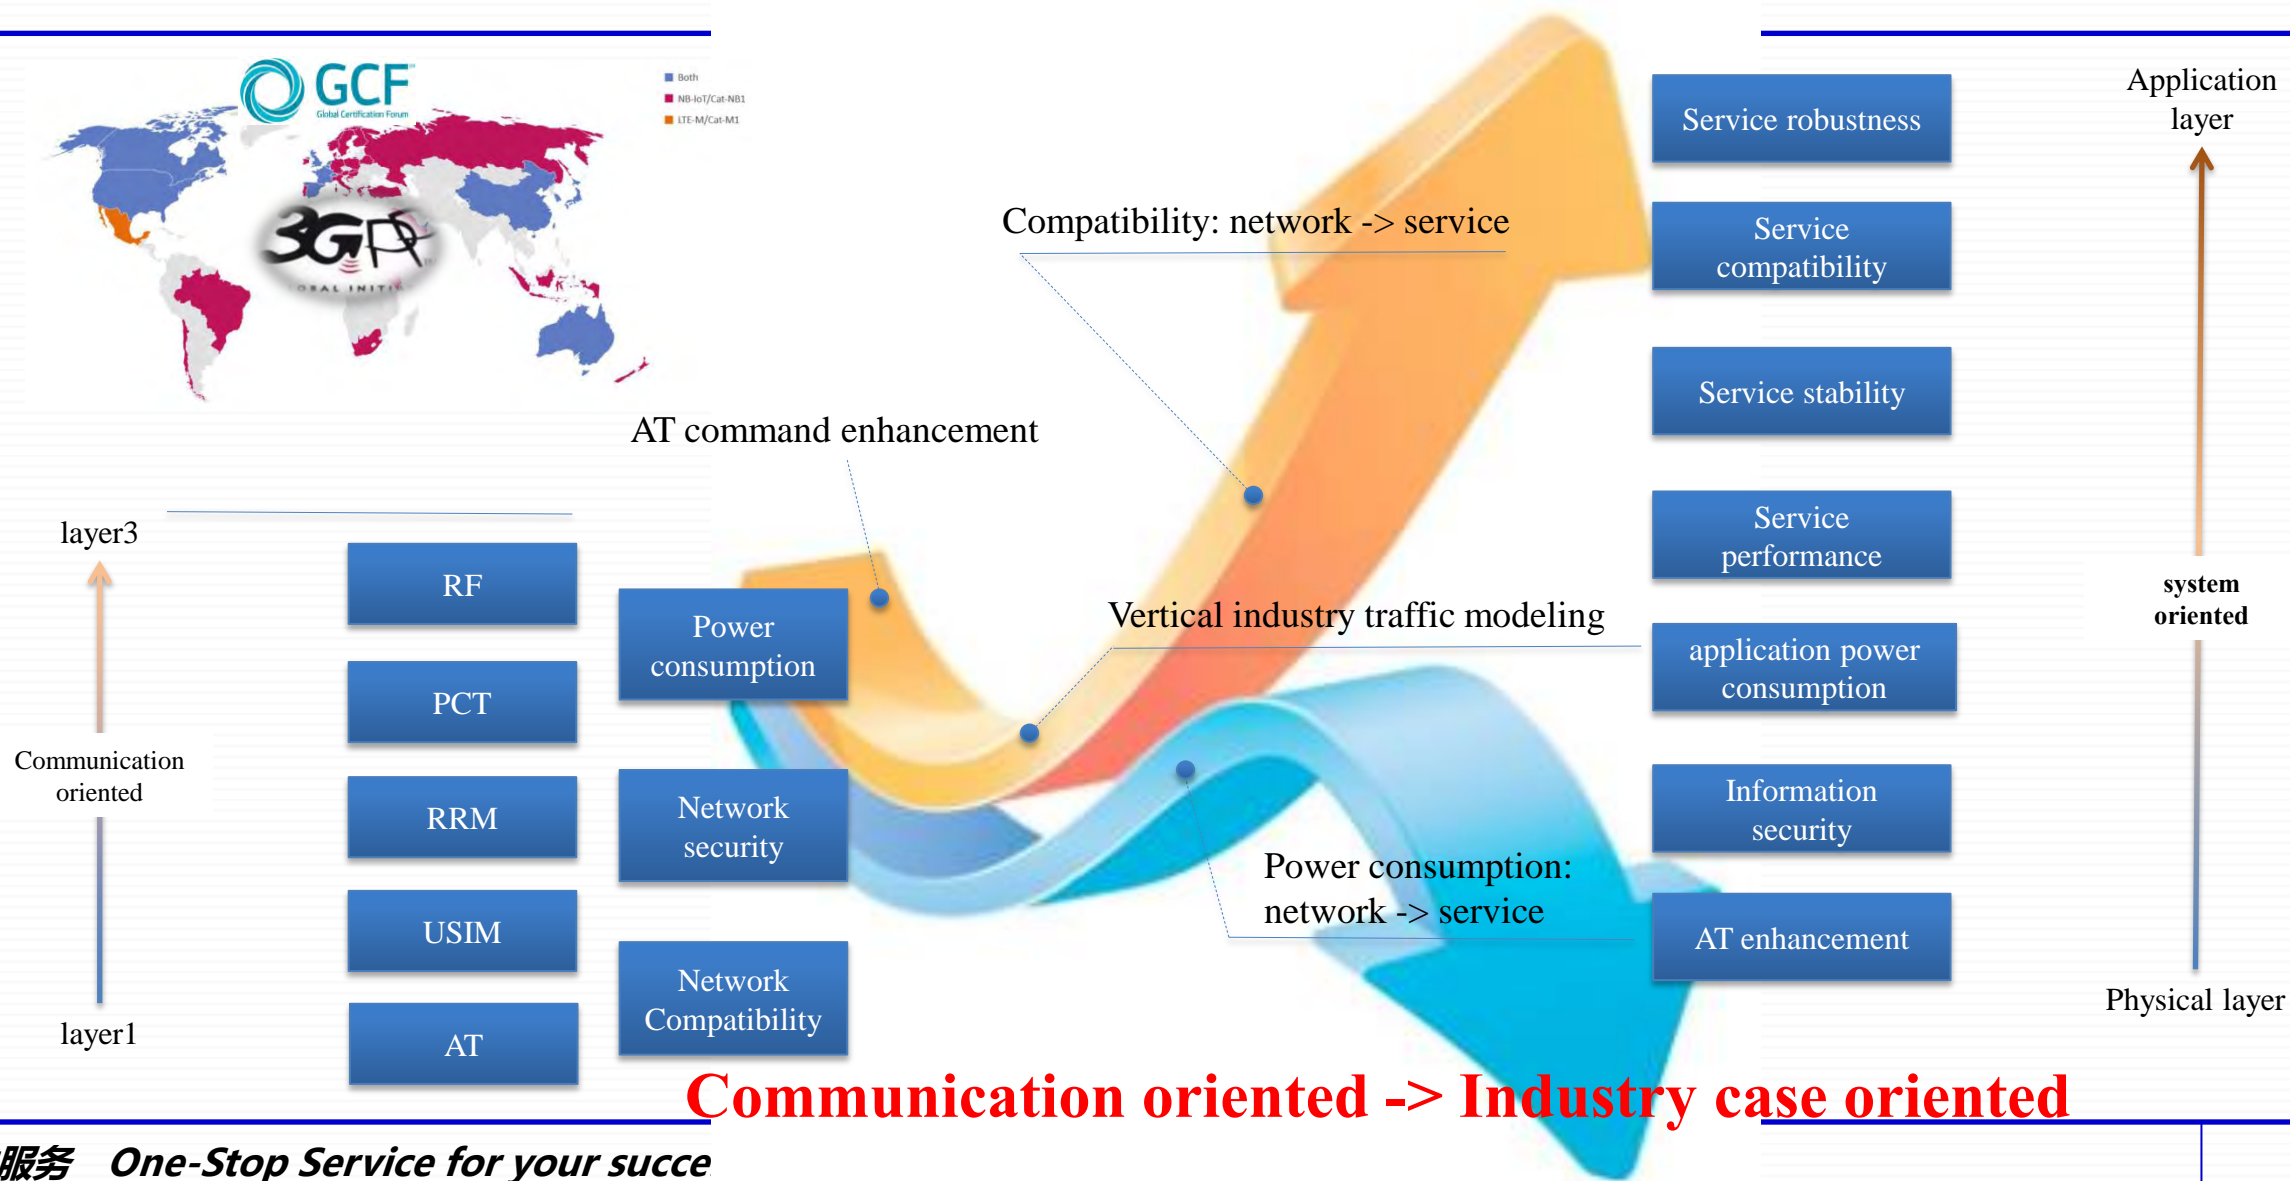 GCF
Global Certification Forum
Both
NB-IoT/Cat-NB1
LTE-M/Cat-M1
3GPP
OBAL INITI
Compatibility: network -> service
AT command enhancement
Vertical industry traffic modeling
Power consumption:
network -> service
layer3
Communication
oriented
layer1
RF
PCT
RRM
USIM
AT
Power
consumption
Network
security
Network
Compatibility
Service robustness
Service
compatibility
Service stability
Service
performance
application power
consumption
Information
security
AT enhancement
Application
layer
system
oriented
Physical layer
Communication oriented -> Industry case oriented
服务 One-Stop Service for your succe